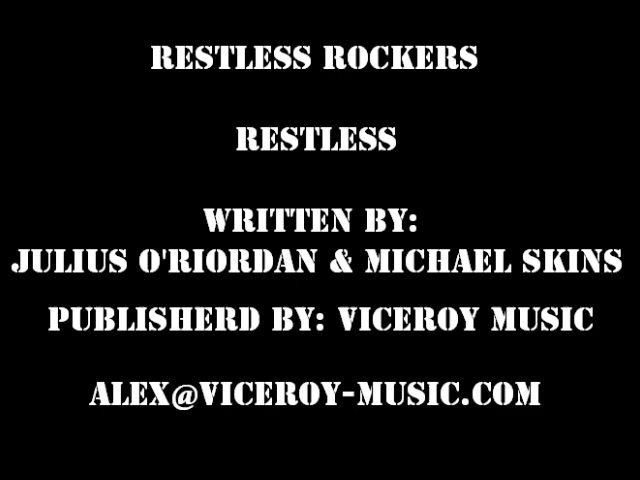 RESTLESS ROCKERS
RESTLESS
WRITTEN BY:
JULIUS O'RIORDAN & MICHAEL SKINS
PUBLISHERD BY: VICEROY MUSIC
ALEX@VICEROY-MUSIC.COM